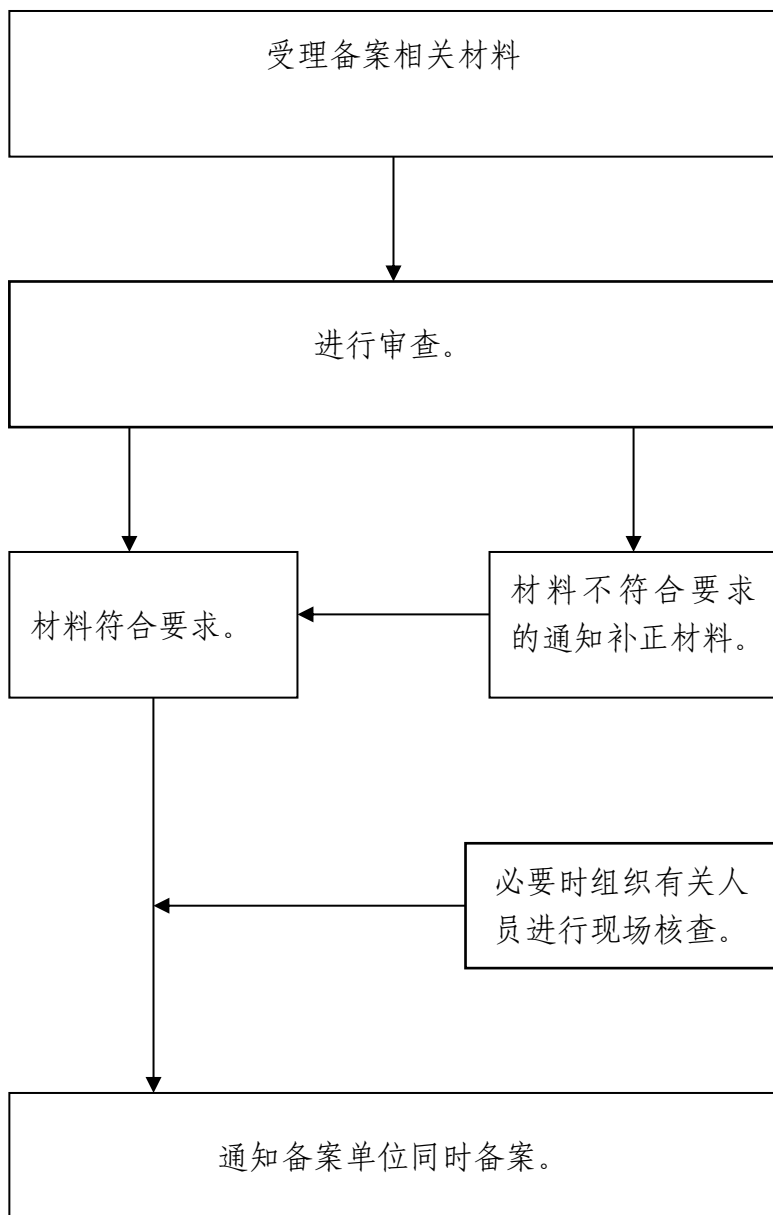 受理备案相关材料
进行审查。
材料符合要求。
材料不符合要求
的通知补正材料。
必要时组织有关人
员进行现场核查。
通知备案单位同时备案。